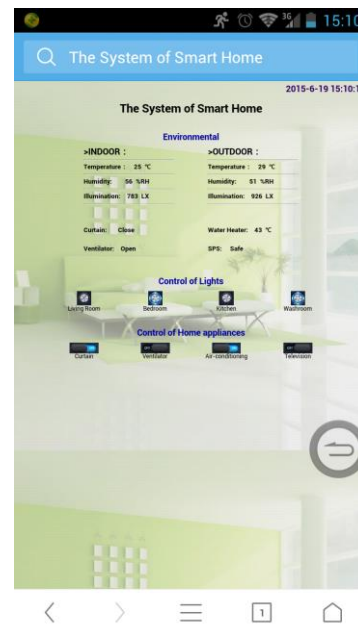 3G 15:10
The System of Smart Home
2015-6-19 15:10:1
The System of Smart Home
Environmental
>INDOOR : >OUTDOOR :
Temperature : 25 ℃ Temperature : 29 ℃
Humidity: 56 %RH Humidity: 51 %RH
Illumination: 783 LX Illumination: 926 LX
Curtain: Close Water Heater: 43 ℃
Ventilator: Open SPS: Safe
Control of Lights
Living Room Bedroom Kitchen Washroom
Control of Home appliances
Curtain Ventilator Air-conditioning Television
1